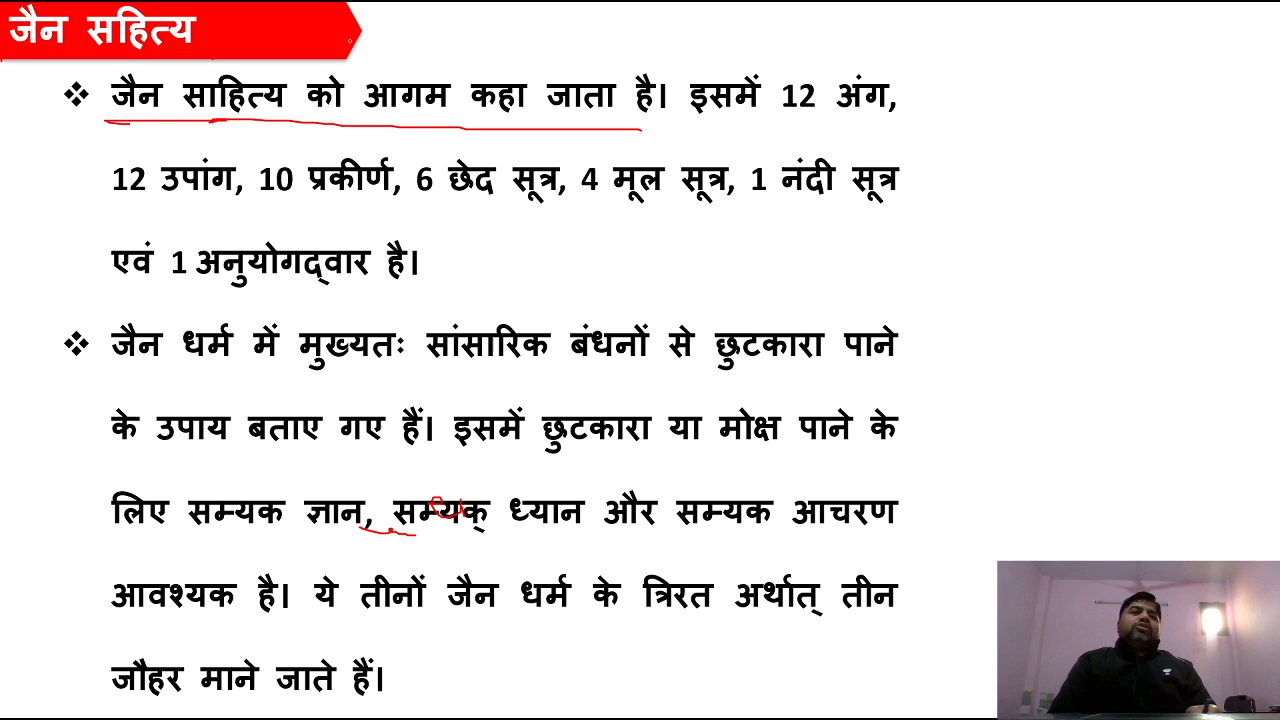 जैन सहित्य
❖ जैन साहित्य को आगम कहा जाता है। इसमें 12 अंग,
12 उपांग, 10 प्रकीर्ण, 6 छेद सूत्र, 4 मूल सूत्र, 1 नंदी सूत्र
एवं 1 अनुयोगद्वार है।
❖ जैन धर्म में मुख्यतः सांसारिक बंधनों से छुटकारा पाने
के उपाय बताए गए हैं। इसमें छुटकारा या मोक्ष पाने के
लिए सम्यक ज्ञान, सम्यक् ध्यान और सम्यक आचरण
आवश्यक है। ये तीनों जैन धर्म के त्रिरत अर्थात् तीन
जौहर माने जाते हैं।